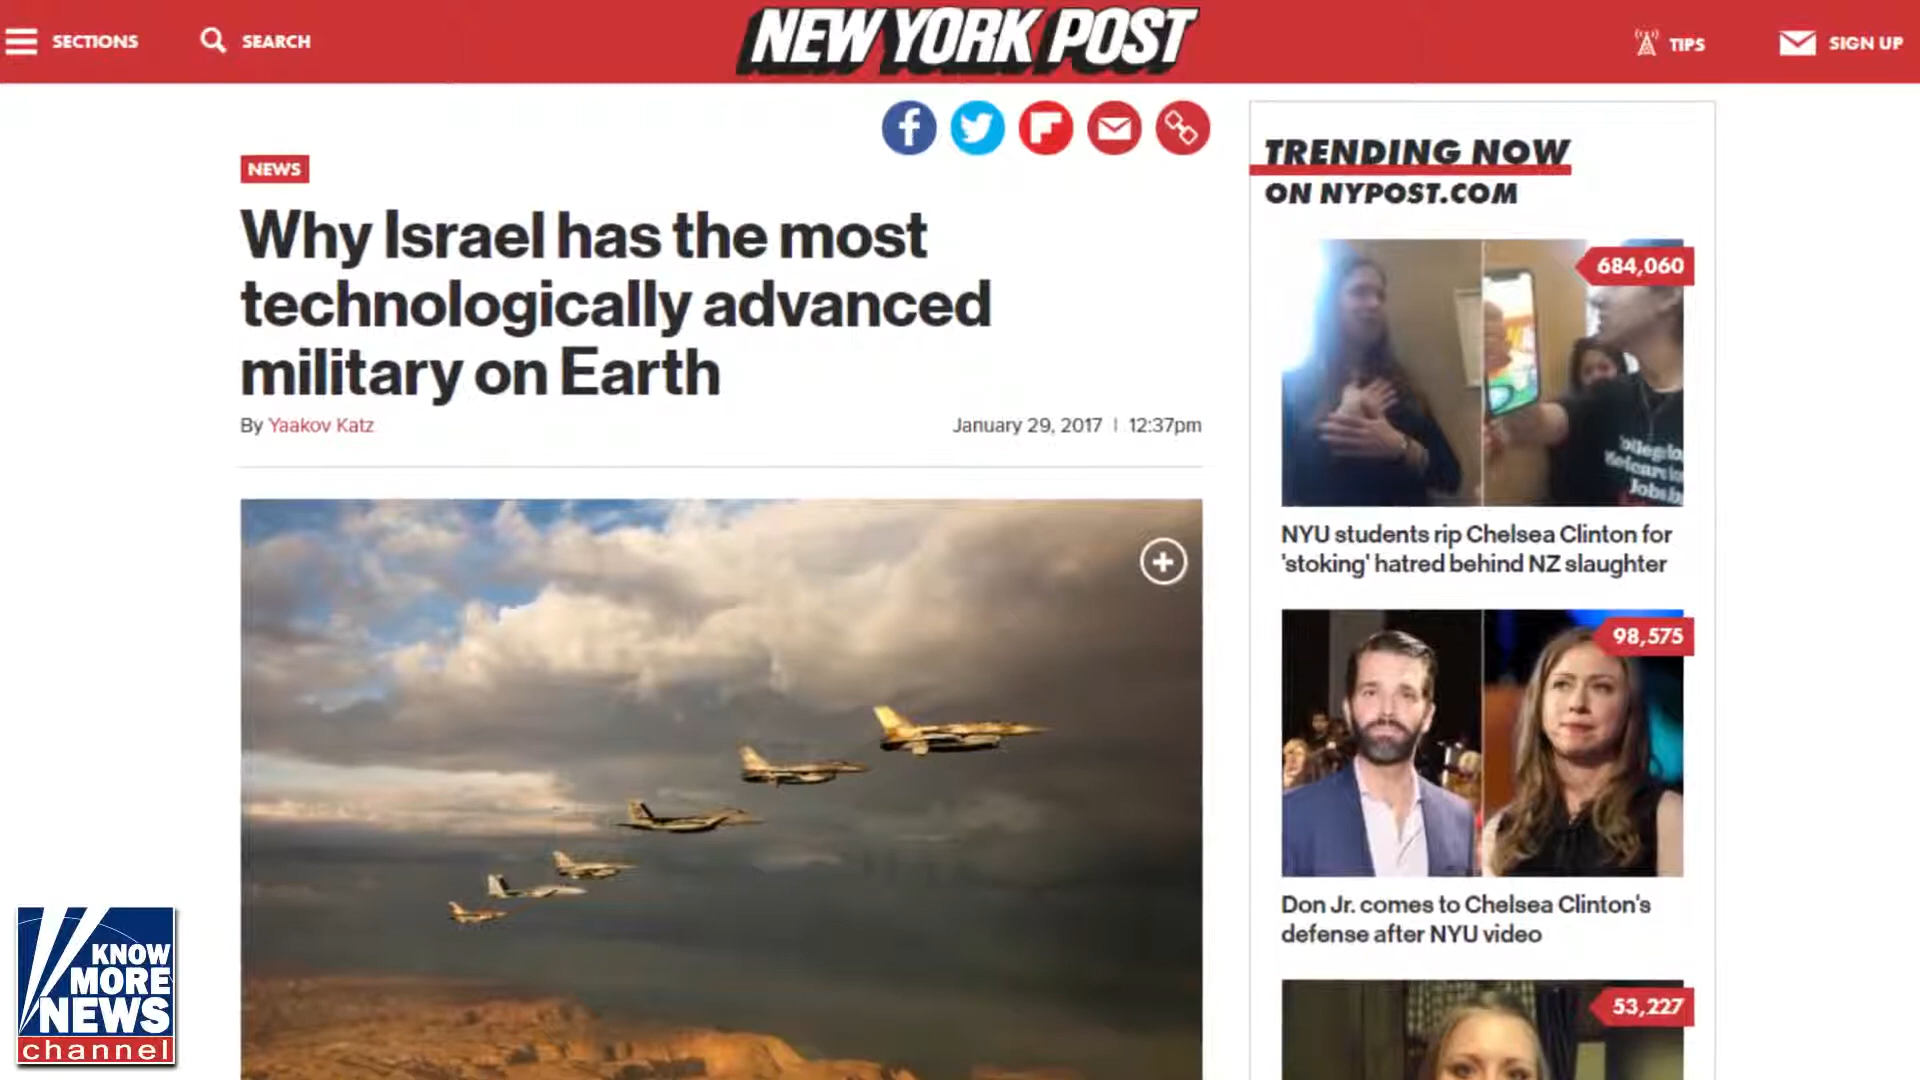 SECTIONS
SEARCH
NEW YORK POST
TIPS
SIGN UP
NEWS
Why Israel has the most
technologically advanced
military on Earth
By Yaakov Katz
January 29, 2017 | 12:37pm
TRENDING NOW
ON NYPOST.COM
684,060
NYU students rip Chelsea Clinton for
'stoking' hatred behind NZ slaughter
98,575
Don Jr. comes to Chelsea Clinton's
defense after NYU video
53,227
KNOW
MORE
NEWS
channel